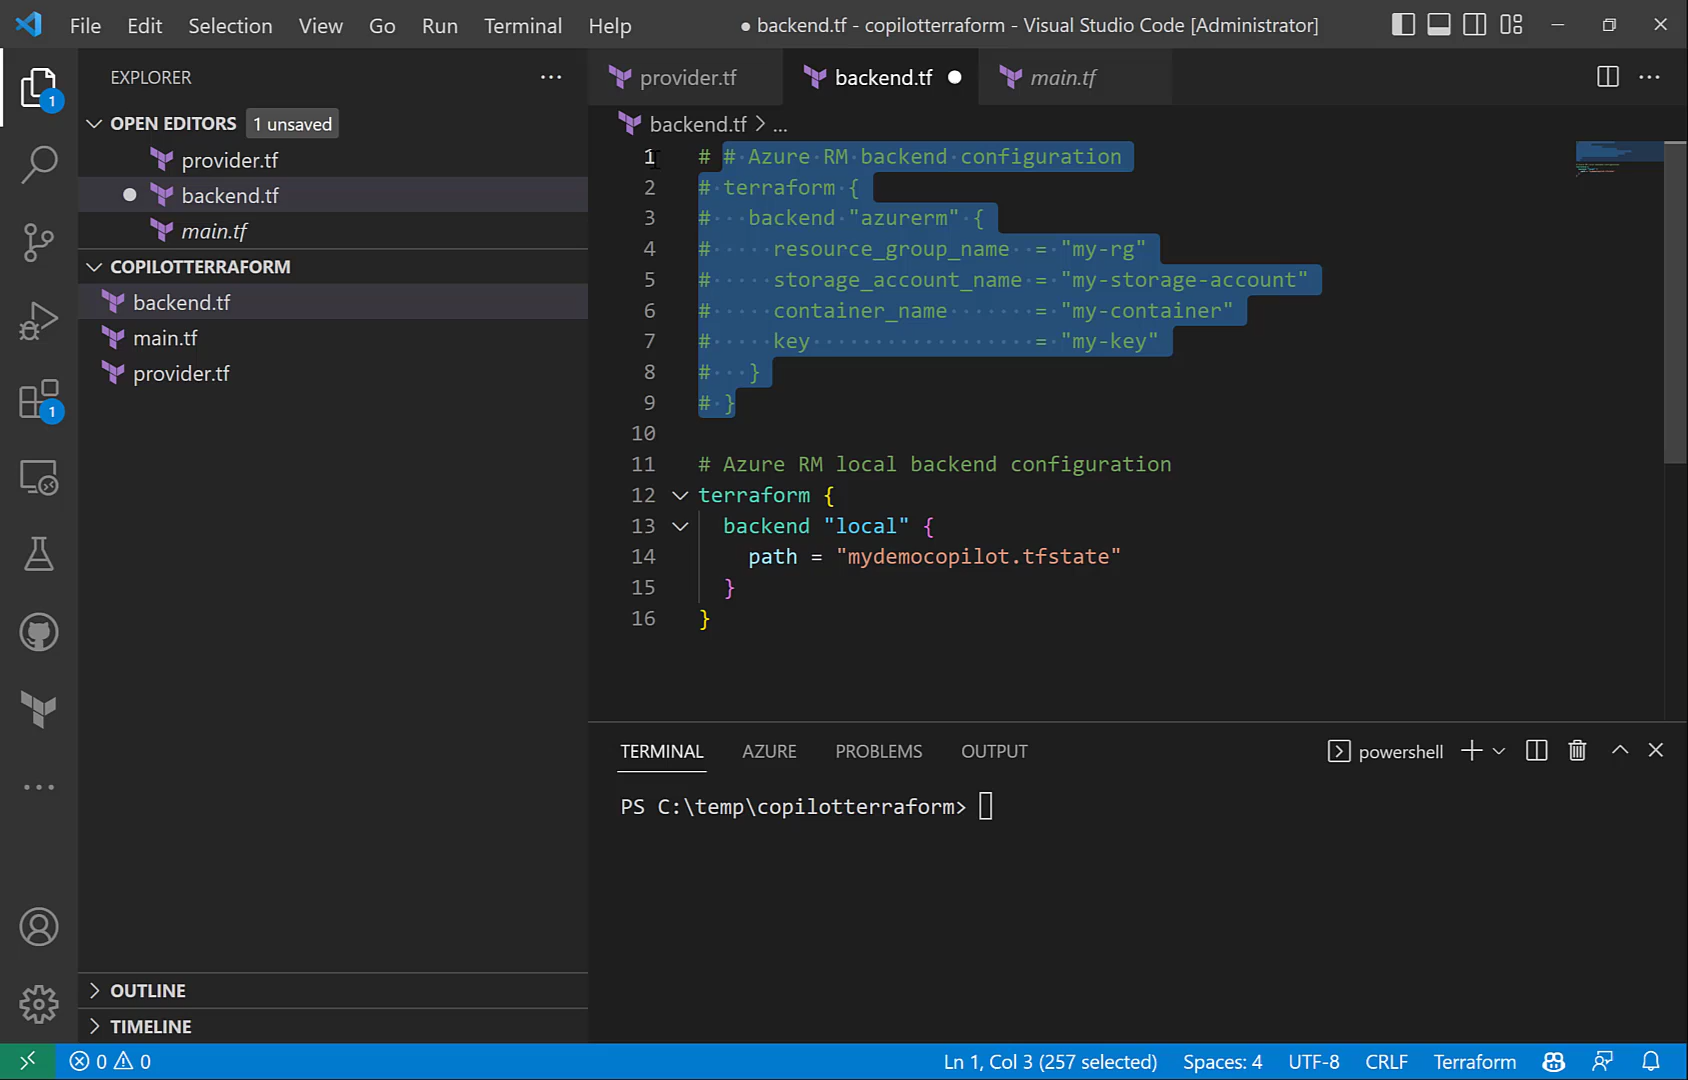 File Edit Selection View Go Run Terminal Help
● backend.tf - copilotterraform - Visual Studio Code [Administrator]
EXPLORER
OPEN EDITORS 1 unsaved
provider.tf
backend.tf
main.tf
COPILOTTERRAFORM
backend.tf
main.tf
provider.tf
OUTLINE
TIMELINE
1
1
provider.tf
backend.tf
main.tf
backend.tf > ...
1 # # Azure RM backend configuration
2 # terraform {
3 #   backend "azurerm" {
4 #     resource_group_name  = "my-rg"
5 #     storage_account_name = "my-storage-account"
6 #     container_name       = "my-container"
7 #     key                  = "my-key"
8 #   }
9 # }
10
11 # Azure RM local backend configuration
12 terraform {
13   backend "local" {
14     path = "mydemocopilot.tfstate"
15   }
16 }
TERMINAL AZURE PROBLEMS OUTPUT
powershell
PS C:\temp\copilotterraform>
0 0
Ln 1, Col 3 (257 selected) Spaces: 4 UTF-8 CRLF Terraform